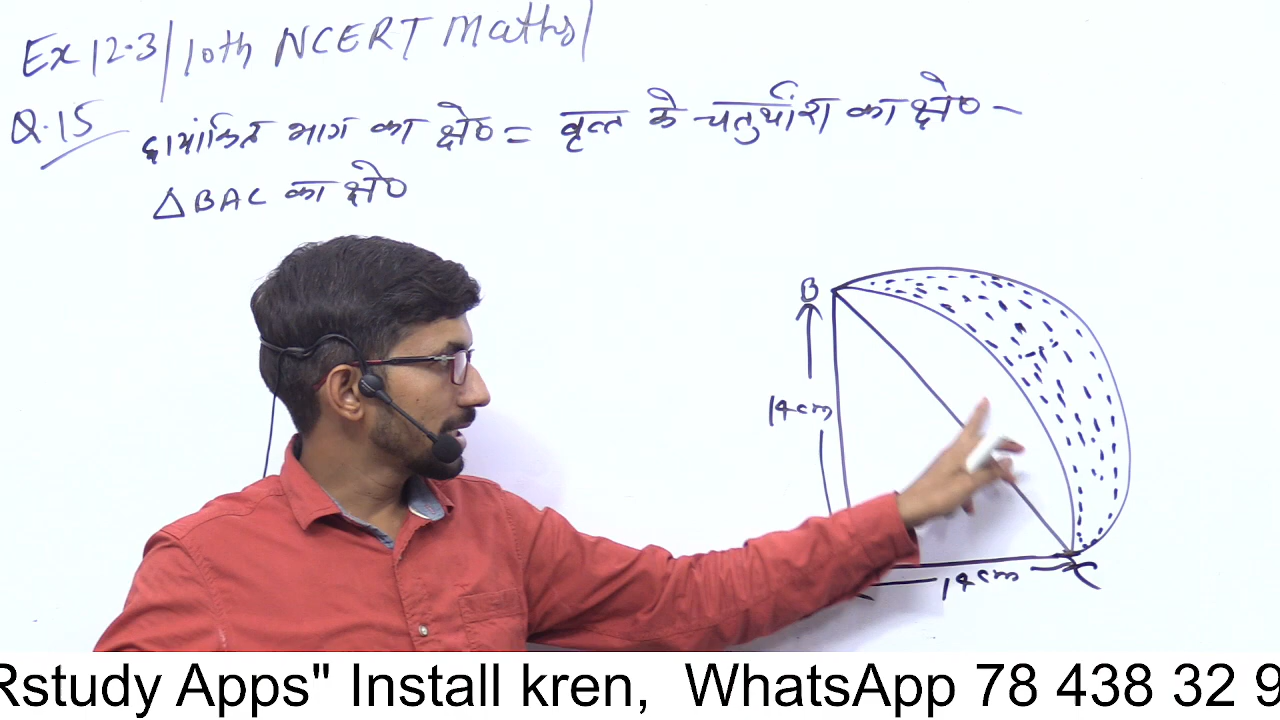 Ex 12.3/10th NCERT Maths/
Q.15 छायांकित भाग का क्षे० = वृत्त के चतुर्थांश का क्षे० -
△BAC का क्षे०
B
14cm
14cm
C
Rstudy Apps" Install kren, WhatsApp 78 438 32 9